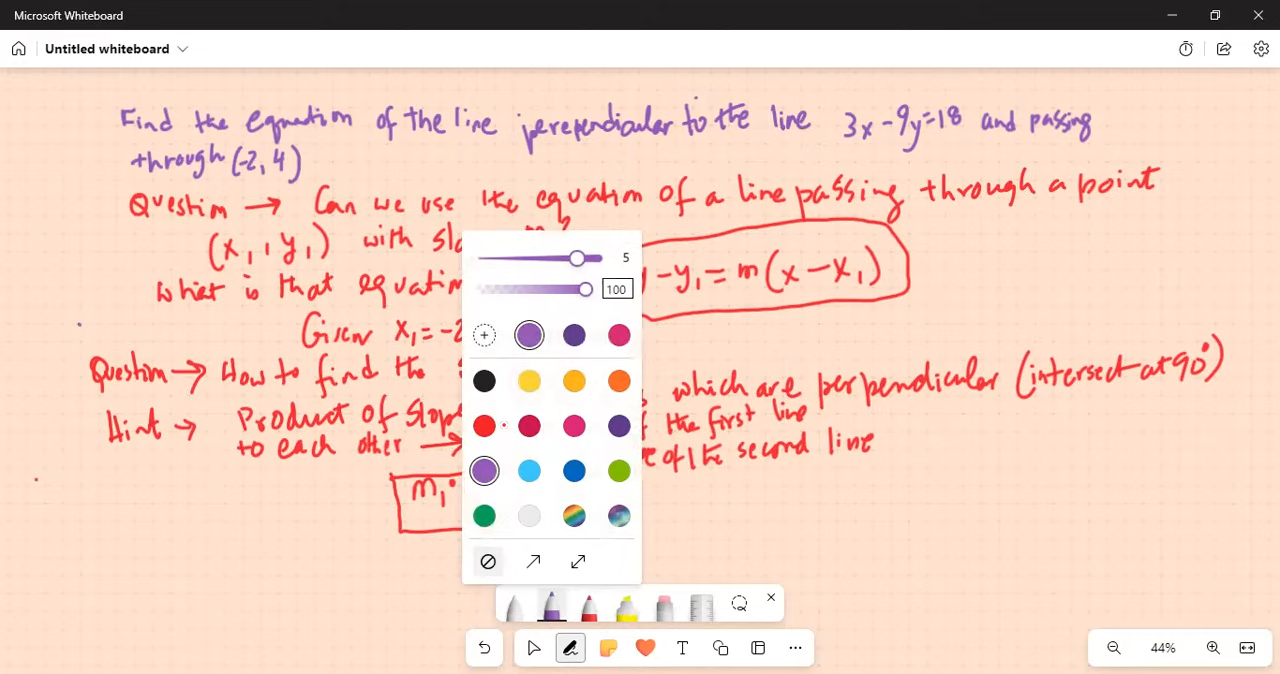 Microsoft Whiteboard
Untitled whiteboard
Find the equation of the line perependicular to the line 3x-9y=18 and passing
through (-2, 4)
Question → Can we use the equation of a line passing through a point
(x1, y1) with
what is that equation -y1 = m(x-x1)
Given x1=-2
Question → How to find the which are perpendicular (intersect at 90°)
Hint → Product of slope of the first line
to each other → of the second line
m1
5
100
T
44%